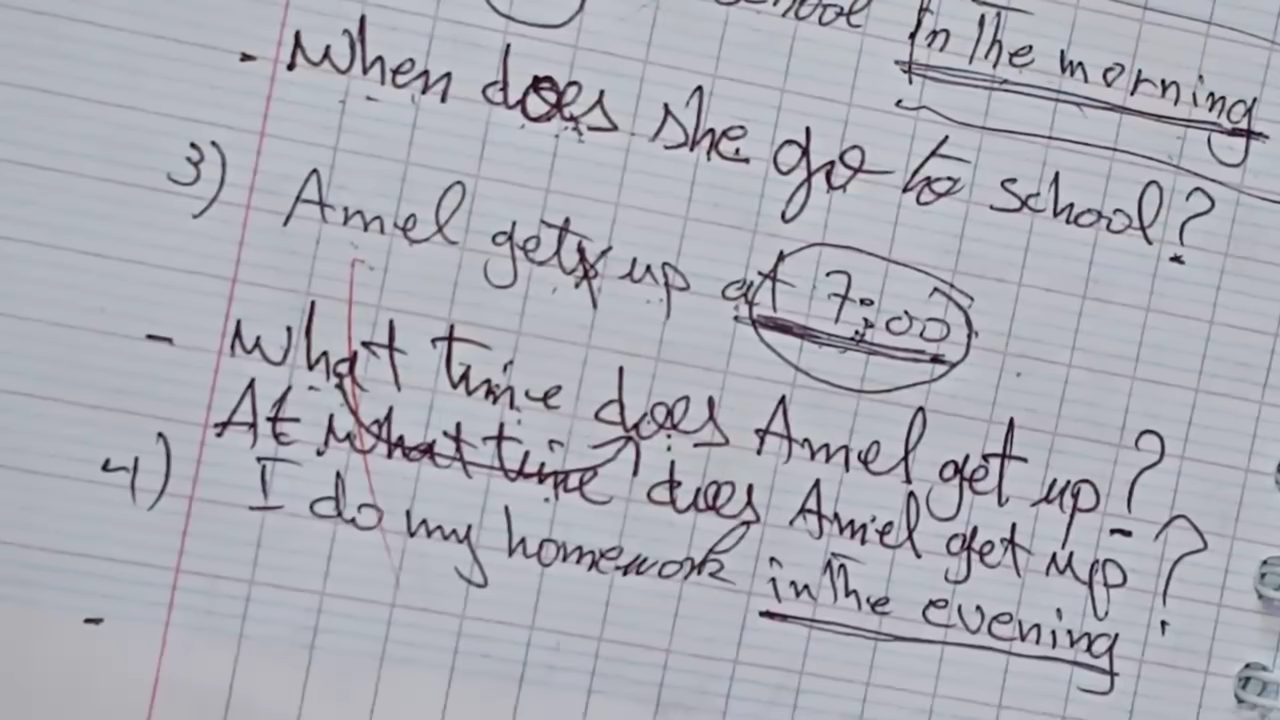 school in the morning
- When does she go to school?
3) Amel gets up at 7:00
- What time does Amel get up?
At what time does Amel get up?
4) I do my homework in the evening
-